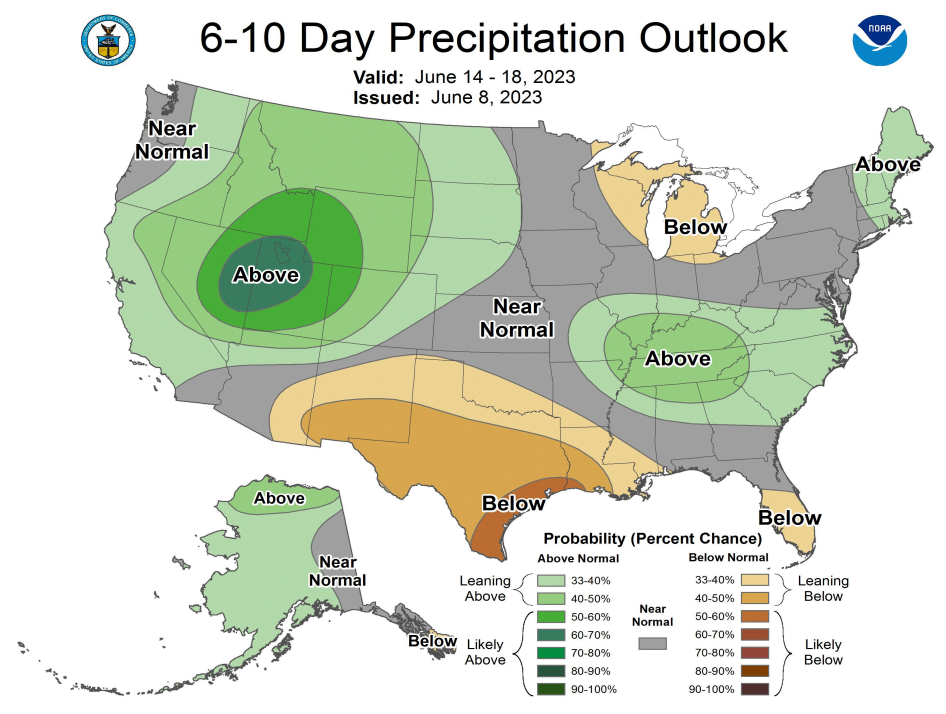 6-10 Day Precipitation Outlook
NOAA
Valid: June 14 - 18, 2023
Issued: June 8, 2023
Near
Normal
Above
Below
Above
Near
Normal
Above
Below
Below
Above
Near
Normal
Below
Probability (Percent Chance)
Above Normal
Below Normal
Leaning
Above
33-40%
40-50%
50-60%
60-70%
70-80%
80-90%
90-100%
Likely
Above
Near
Normal
33-40%
40-50%
50-60%
60-70%
70-80%
80-90%
90-100%
Leaning
Below
Likely
Below